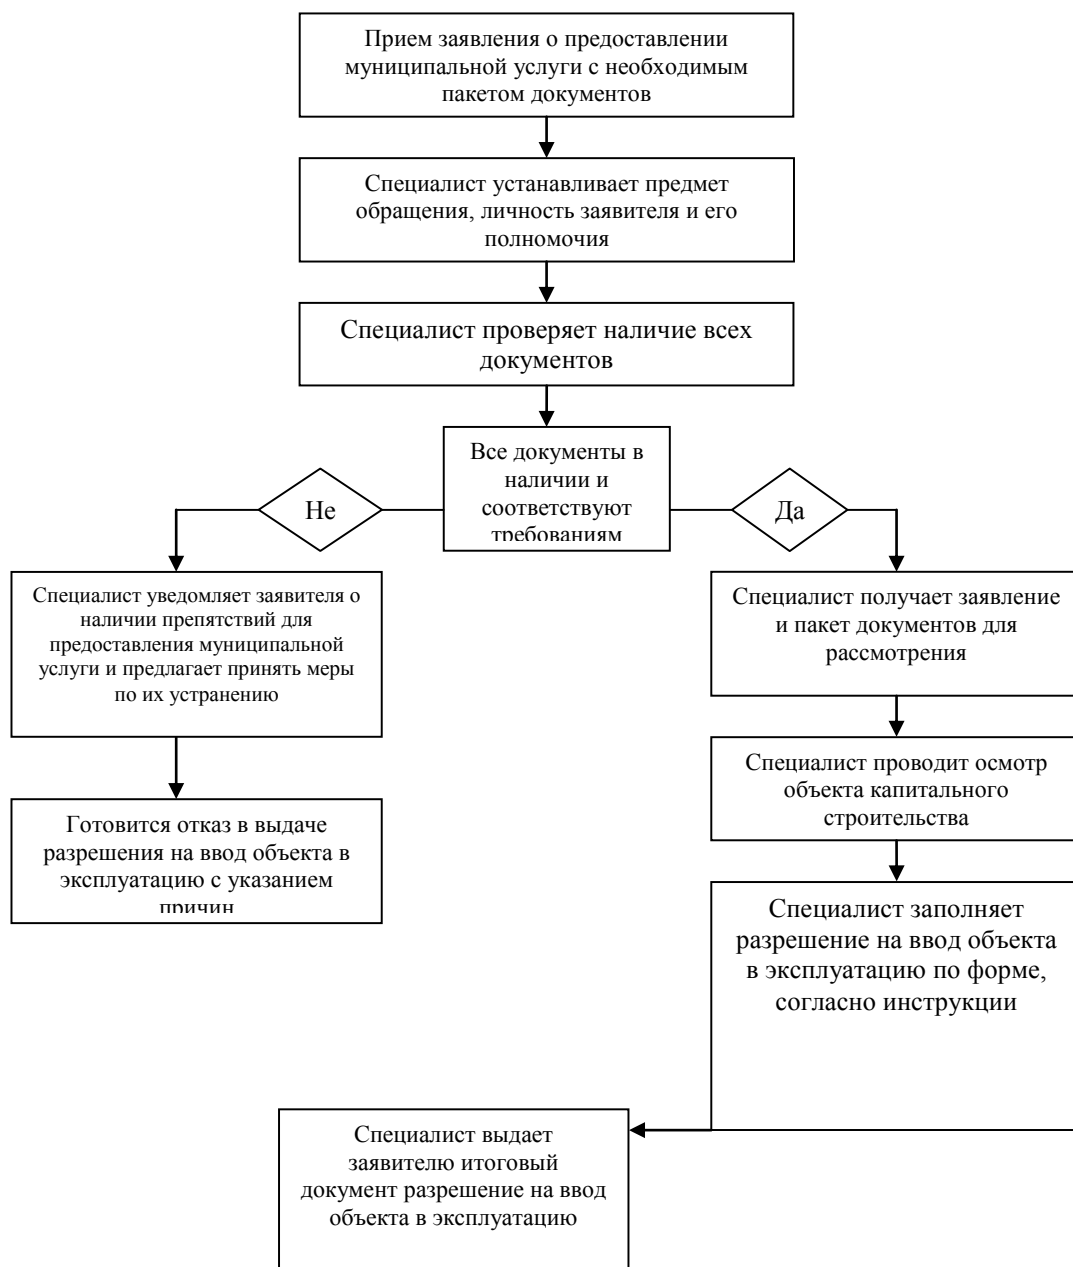 Прием заявления о предоставлении
муниципальной услуги с необходимым
пакетом документов
Специалист устанавливает предмет
обращения, личность заявителя и его
полномочия
Специалист проверяет наличие всех
документов
Все документы в
наличии и
соответствуют
требованиям
Не
Да
Специалист уведомляет заявителя о
наличии препятствий для
предоставления муниципальной
услуги и предлагает принять меры
по их устранению
Специалист получает заявление
и пакет документов для
рассмотрения
Специалист проводит осмотр
объекта капитального
строительства
Готовится отказ в выдаче
разрешения на ввод объекта в
эксплуатацию с указанием
причин
Специалист заполняет
разрешение на ввод объекта
в эксплуатацию по форме,
согласно инструкции
Специалист выдает
заявителю итоговый
документ разрешение на ввод
объекта в эксплуатацию